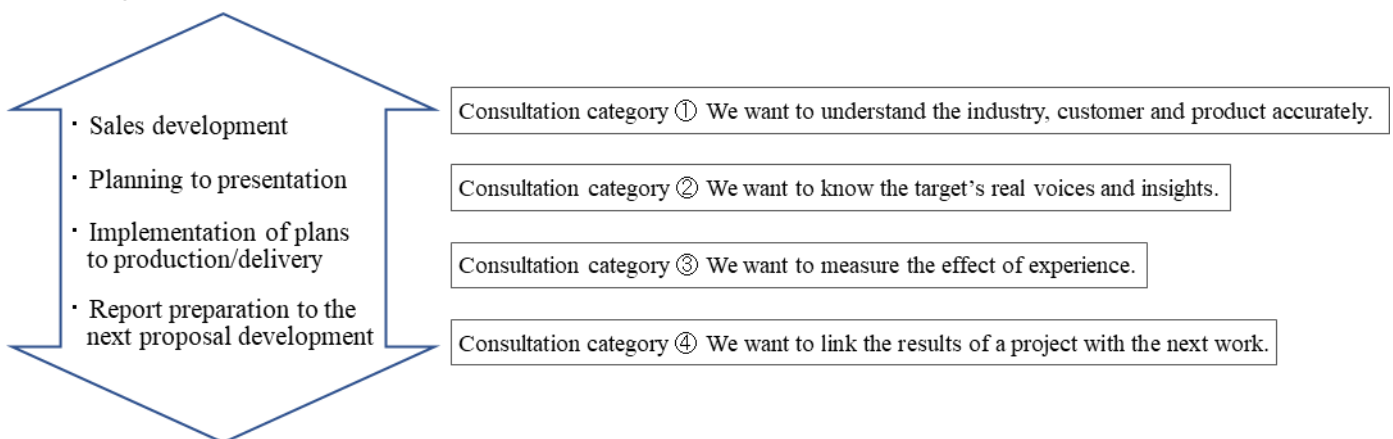 ・Sales development
・Planning to presentation
・Implementation of plans
to production/delivery
・Report preparation to the
next proposal development
Consultation category ① We want to understand the industry, customer and product accurately.
Consultation category ② We want to know the target’s real voices and insights.
Consultation category ③ We want to measure the effect of experience.
Consultation category ④ We want to link the results of a project with the next work.